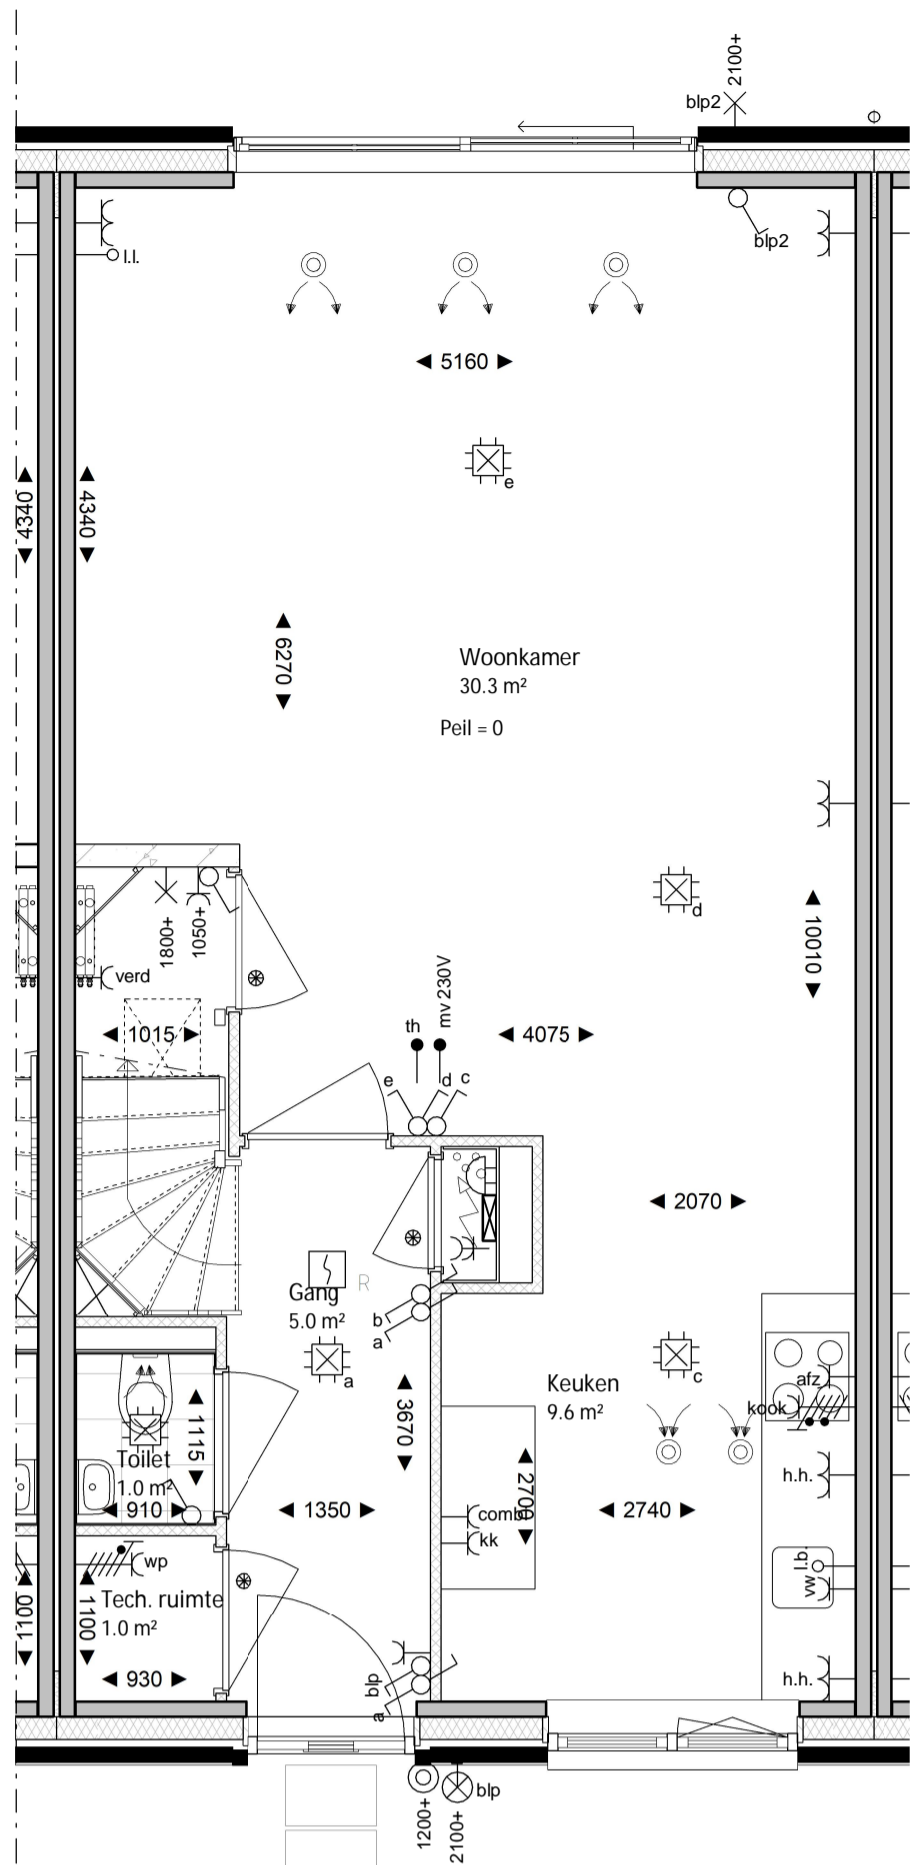 2100+
blp2
blp2
l.l.
◄ 5160 ►
e
◄ 4340 ►
◄ 4340 ►
◄ 6270 ►
Woonkamer
30.3 m²
Peil = 0
d
◄ 10010 ►
1800+
1050+
verd
◄ 1015 ►
th
mv 230V
◄ 4075 ►
e
d
c
◄ 2070 ►
R
Gang
5.0 m²
b
a
a
c
Keuken
9.6 m²
afz
kook
◄ 3670 ►
◄ 1115 ►
Toilet
1.0 m²
◄ 910 ►
◄ 1350 ►
h.h.
◄ 2700 ►
◄ 2740 ►
combi
kk
wp
l.b.
vw
Tech. ruimte
1.0 m²
◄ 1100 ►
◄ 1100 ►
◄ 930 ►
h.h.
blp
a
blp
1200+
2100+